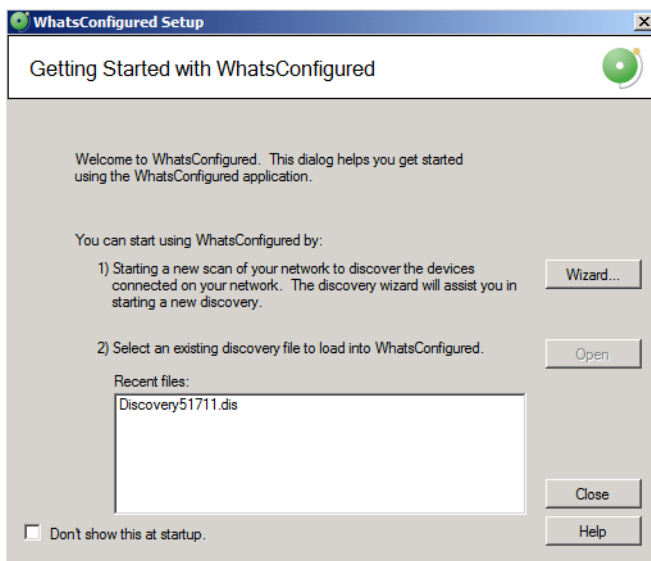 WhatsConfigured Setup
Getting Started with WhatsConfigured
Welcome to WhatsConfigured. This dialog helps you get started
using the WhatsConfigured application.
You can start using WhatsConfigured by:
1) Starting a new scan of your network to discover the devices
connected on your network. The discovery wizard will assist you in
starting a new discovery.
Wizard...
2) Select an existing discovery file to load into WhatsConfigured.
Open
Recent files:
Discovery51711.dis
Close
Don't show this at startup.
Help